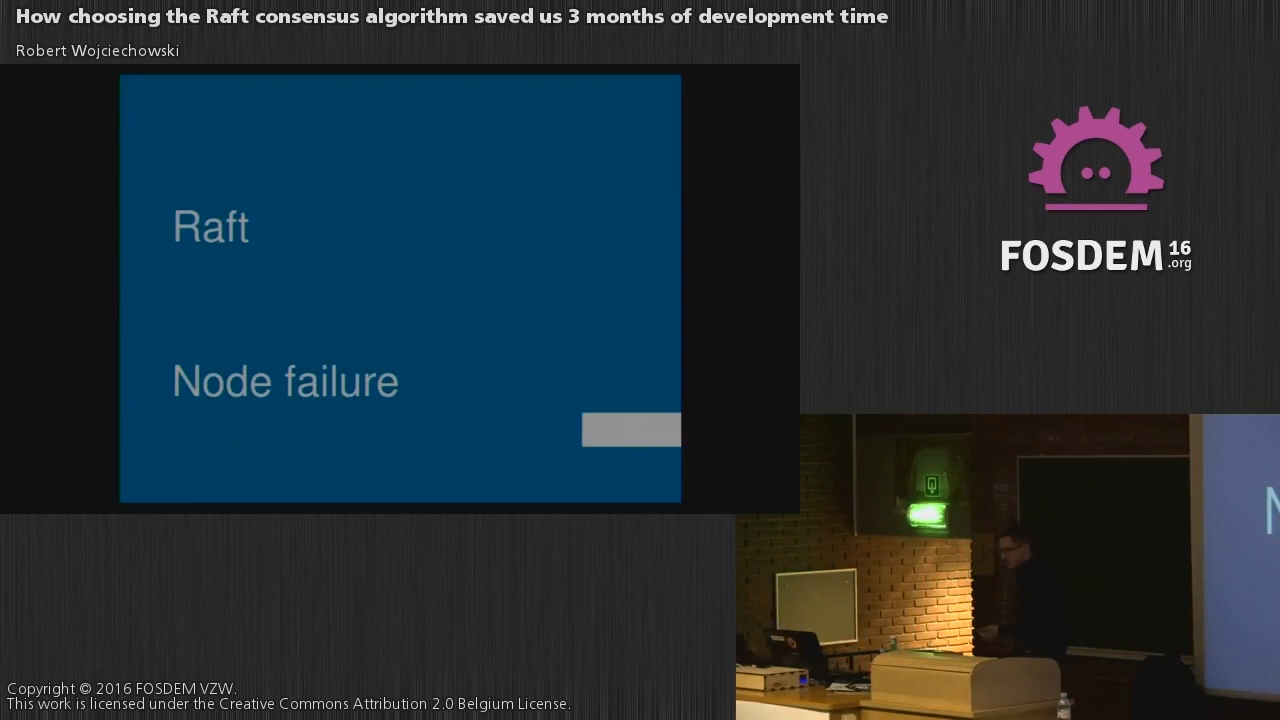 How choosing the Raft consensus algorithm saved us 3 months of development time
Robert Wojciechowski
Raft
Node failure
FOSDEM 16
.org
N
Copyright © 2016 FOSDEM VZW.
This work is licensed under the Creative Commons Attribution 2.0 Belgium License.